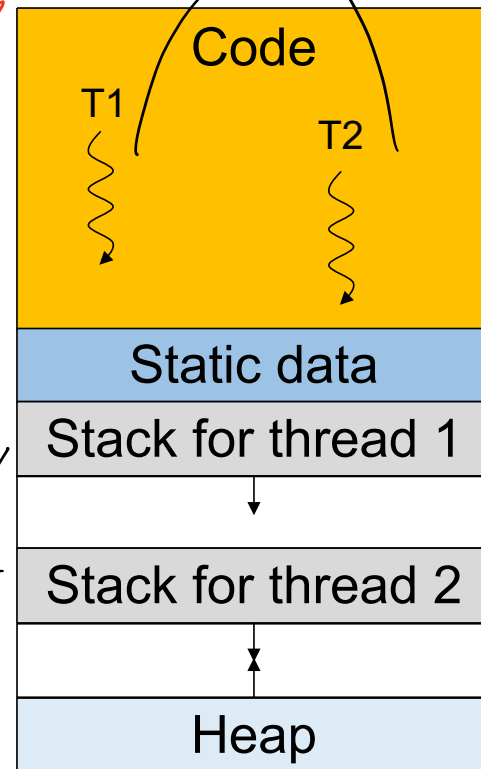 Code
T1
T2
Static data
Stack for thread 1
Stack for thread 2
Heap